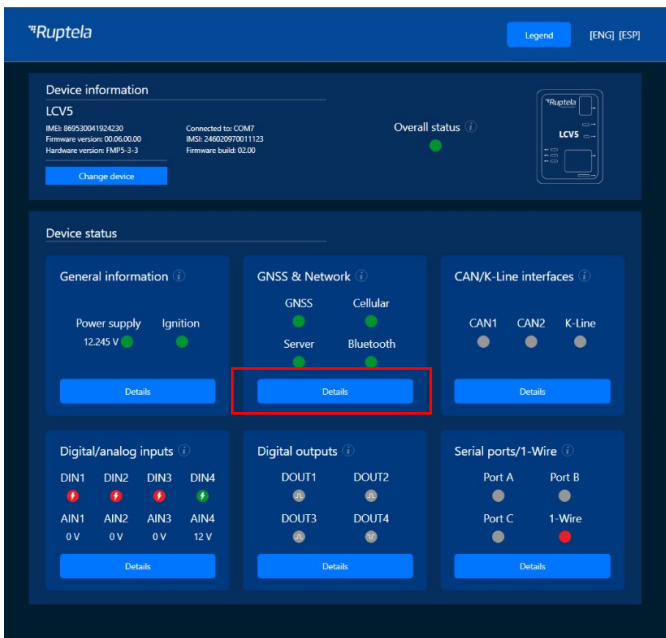 Ruptela
Legend
[ENG] [ESP]
Device information
LCV5
IMEI: 869530041924230
Connected to: COM7
Firmware version: 00.06.00.00
IMSI: 246020970011123
Hardware version: FMP5-3-3
Firmware build: 02.00
Change device
Overall status
Ruptela
LCV5
Device status
General information
Power supply Ignition
12.245 V
Details
GNSS & Network
GNSS Cellular
Server Bluetooth
Details
CAN/K-Line interfaces
CAN1 CAN2 K-Line
Details
Digital/analog inputs
DIN1 DIN2 DIN3 DIN4
AIN1 AIN2 AIN3 AIN4
0 V 0 V 0 V 12 V
Details
Digital outputs
DOUT1 DOUT2
DOUT3 DOUT4
Details
Serial ports/1-Wire
Port A Port B
Port C 1-Wire
Details